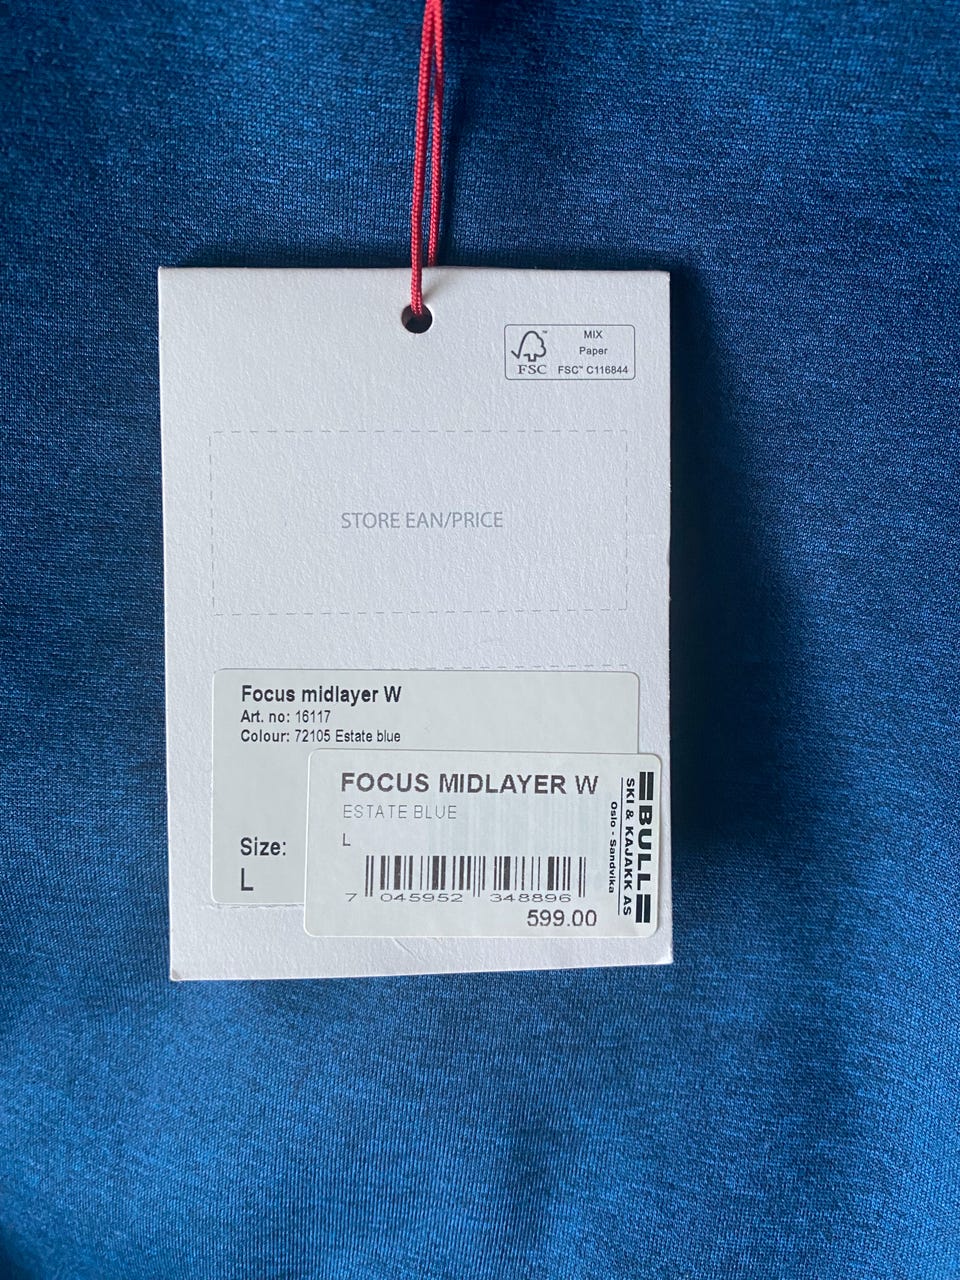 FSC™
MIX
Paper
FSC™ C116844
STORE EAN/PRICE
Focus midlayer W
Art. no: 16117
Colour: 72105 Estate blue
Size:
L
FOCUS MIDLAYER W
ESTATE BLUE
L
7 045952 348896
599.00
BULL
SKI & KAJAKK AS
Oslo - Sandvika